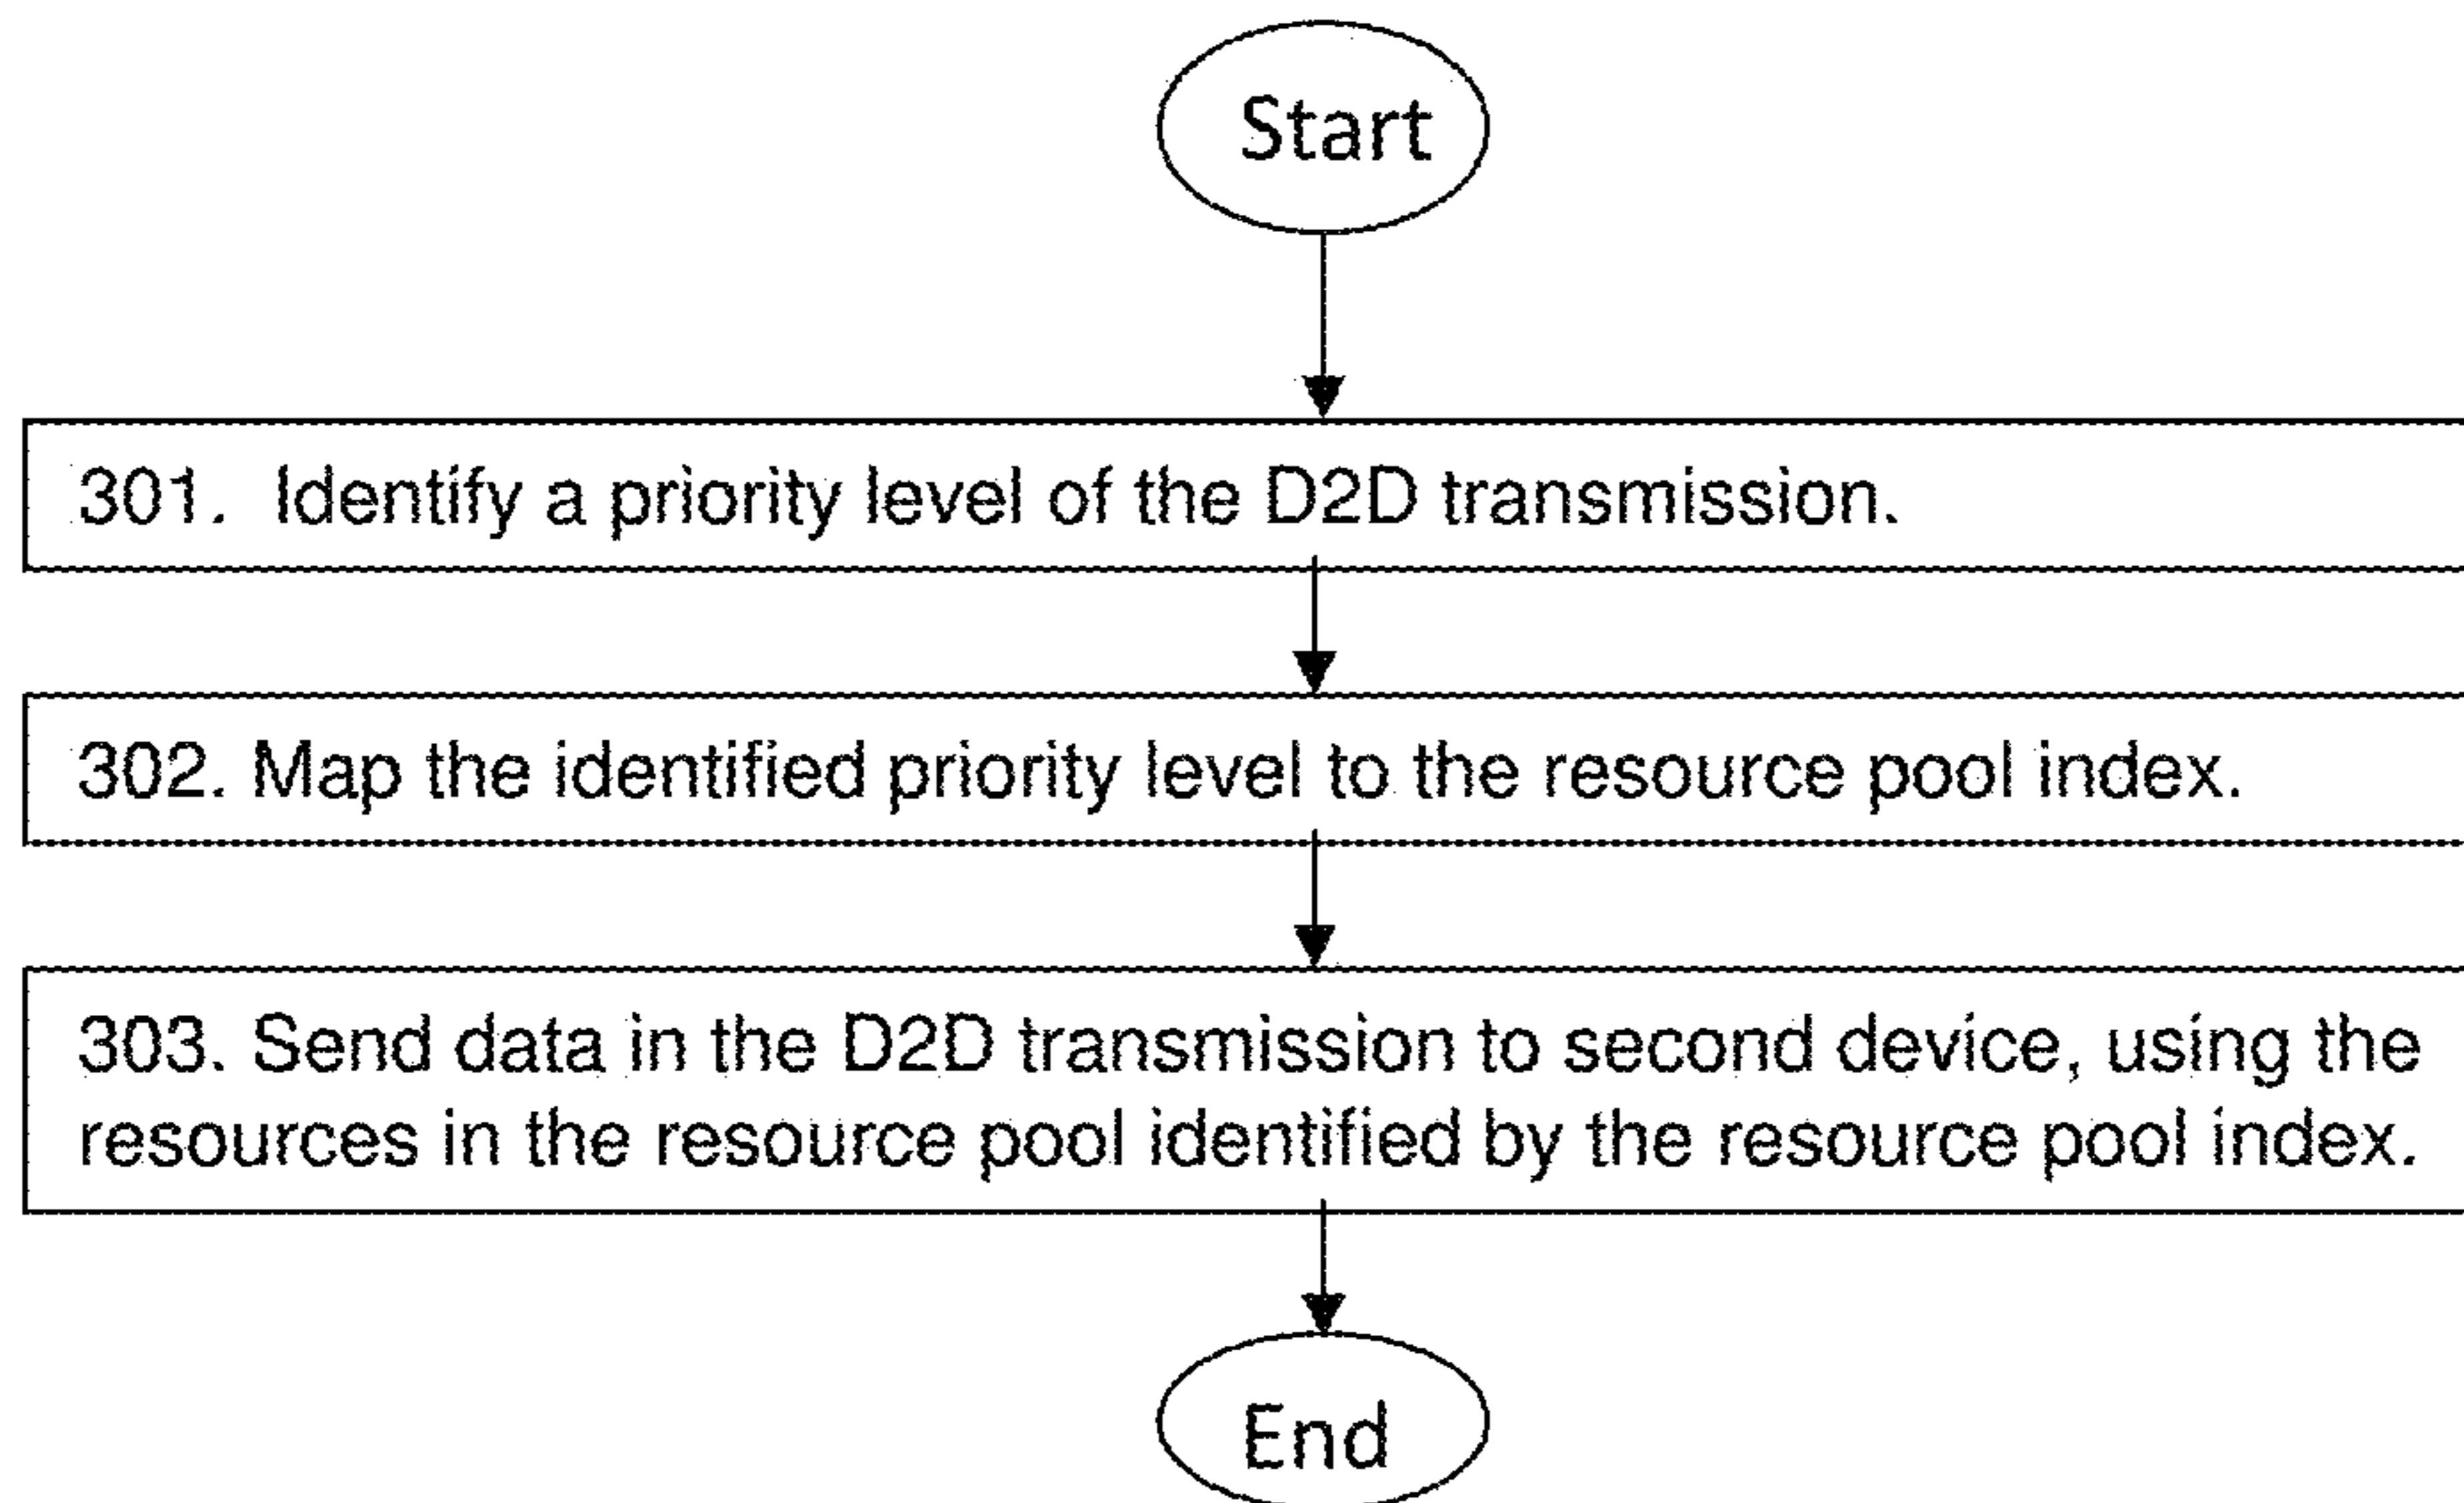 Start
301. Identify a priority level of the D2D transmission.
302. Map the identified priority level to the resource pool index.
303. Send data in the D2D transmission to second device, using the
resources in the resource pool identified by the resource pool index.
End